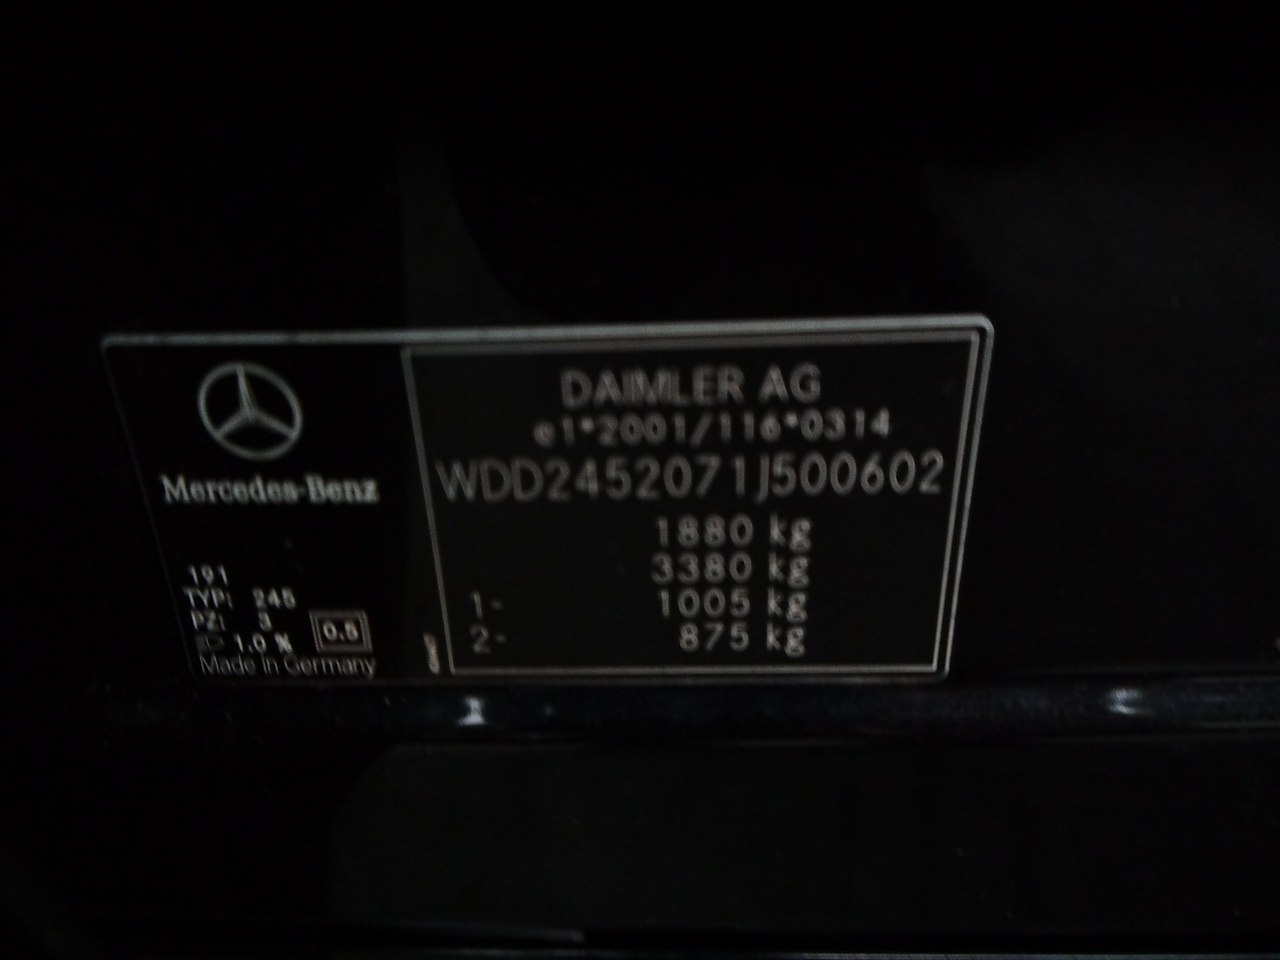 Mercedes-Benz
191
TYP: 245
PZ: 3
1.0 %
0.5
Made in Germany
DAIMLER AG
e1*2001/116*0314
WDD2452071J500602
1880 kg
3380 kg
1- 1005 kg
2- 875 kg